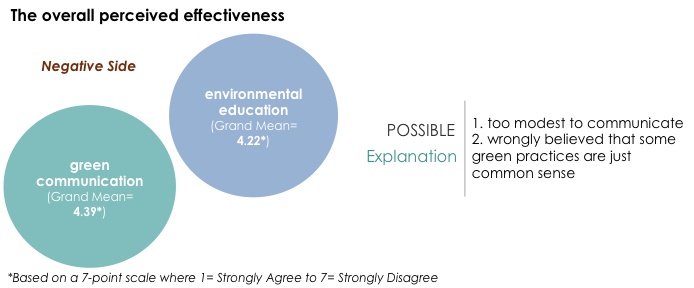 The overall perceived effectiveness
Negative Side
environmental
education
(Grand Mean=
4.22*)
green
communication
(Grand Mean=
4.39*)
POSSIBLE
Explanation
1. too modest to communicate
2. wrongly believed that some
green practices are just
common sense
*Based on a 7-point scale where 1= Strongly Agree to 7= Strongly Disagree